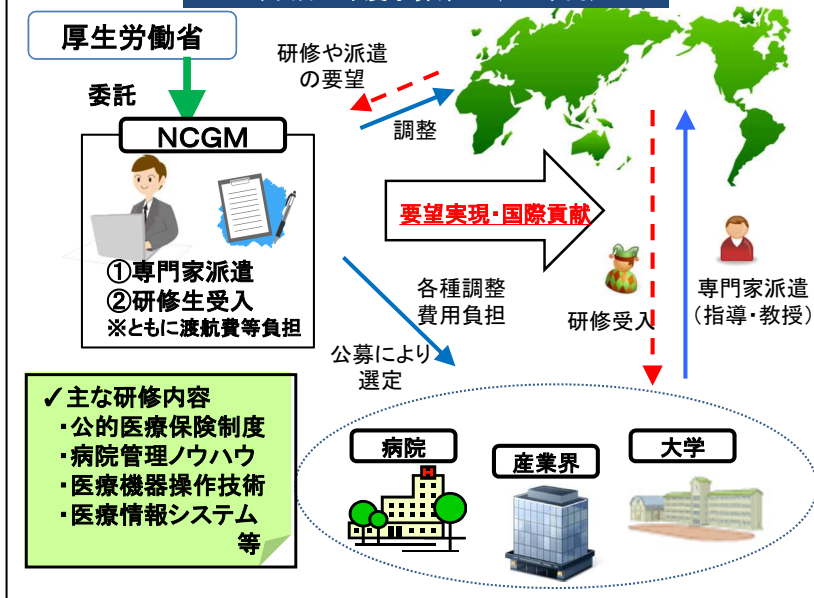 厚生労働省
委託
NCGM
①専門家派遣
②研修生受入
※ともに渡航費等負担
研修や派遣
の要望
調整
要望実現・国際貢献
各種調整
費用負担
公募により
選定
研修受入
専門家派遣
(指導・教授)
✓主な研修内容
・公的医療保険制度
・病院管理ノウハウ
・医療機器操作技術
・医療情報システム
等
病院
H
産業界
大学